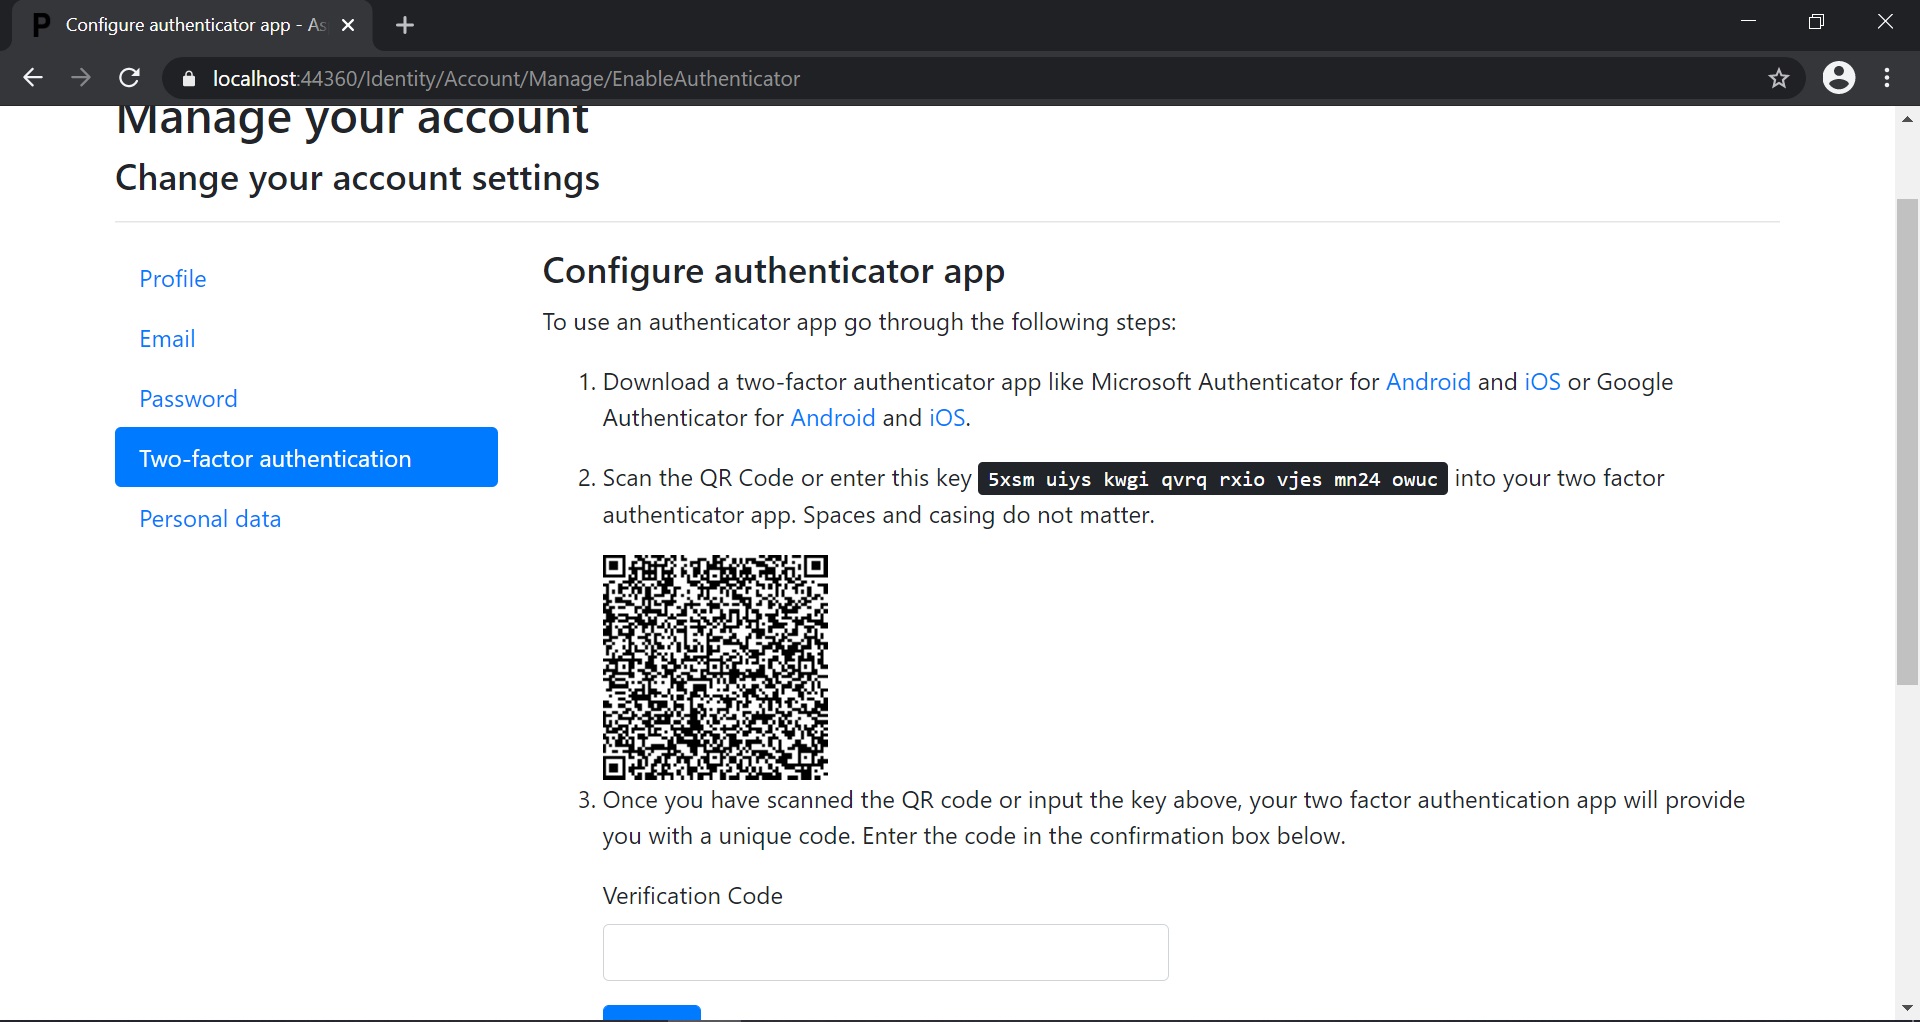 P Configure authenticator app - As
localhost:44360/Identity/Account/Manage/EnableAuthenticator
Manage your account
Change your account settings
Profile
Email
Password
Two-factor authentication
Personal data
Configure authenticator app
To use an authenticator app go through the following steps:
1. Download a two-factor authenticator app like Microsoft Authenticator for Android and iOS or Google
Authenticator for Android and iOS.
2. Scan the QR Code or enter this key 5xsm uiys kwgi qvrq rxio vjes mn24 owuc into your two factor
authenticator app. Spaces and casing do not matter.
3. Once you have scanned the QR code or input the key above, your two factor authentication app will provide
you with a unique code. Enter the code in the confirmation box below.
Verification Code